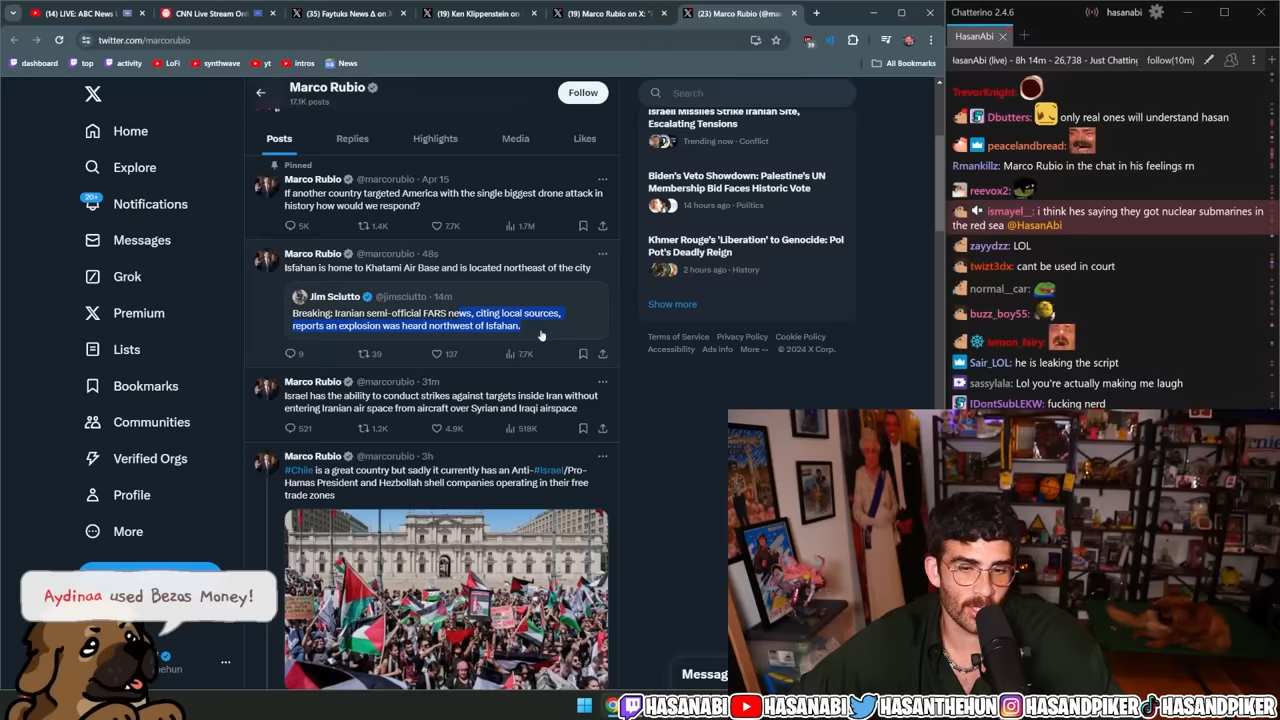 (14) LIVE: ABC News
CNN Live Stream Onl
(35) Faytuks News Δ on
(19) Ken Klippenstein on
(19) Marco Rubio on X: "
(23) Marco Rubio (@mar
twitter.com/marcorubio
39
dashboard
top
activity
LoFi
synthwave
yt
intros
News
All Bookmarks
Home
Explore
20+
Notifications
Messages
Grok
Premium
Lists
Bookmarks
Communities
Verified Orgs
Profile
More
Aydinaa used Bezos Money!
thehun
Marco Rubio
17.1K posts
Follow
Posts
Replies
Highlights
Media
Likes
Pinned
Marco Rubio @marcorubio · Apr 15
If another country targeted America with the single biggest drone attack in
history how would we respond?
5K 1.4K 7.7K 1.7M
Marco Rubio @marcorubio · 48s
Isfahan is home to Khatami Air Base and is located northeast of the city
Jim Sciutto @jimsciutto · 14m
Breaking: Iranian semi-official FARS news, citing local sources,
reports an explosion was heard northwest of Isfahan.
9 39 137 7.7K
Marco Rubio @marcorubio · 31m
Israel has the ability to conduct strikes against targets inside Iran without
entering Iranian air space from aircraft over Syrian and Iraqi airspace
521 1.2K 4.9K 518K
Marco Rubio @marcorubio · 3h
#Chile is a great country but sadly it currently has an Anti-#Israel/Pro-
Hamas President and Hezbollah shell companies operating in their free
trade zones
Search
Israeli Missiles Strike Iranian Site,
Escalating Tensions
Trending now · Conflict
Biden's Veto Showdown: Palestine's UN
Membership Bid Faces Historic Vote
14 hours ago · Politics
Khmer Rouge's 'Liberation' to Genocide: Pol
Pot's Deadly Reign
2 hours ago · History
Show more
Terms of Service Privacy Policy Cookie Policy
Accessibility Ads info More ··· © 2024 X Corp.
Messag
Chatterino 2.4.6
hasanabi
HasanAbi
HasanAbi (live) - 8h 14m - 26,738 - Just Chatting
follow(10m)
TrevorKnight:
Dbutters: only real ones will understand hasan
peacelandbread:
Rmankillz: Marco Rubio in the chat in his feelings rn
reevox2:
ismayel__: i think hes saying they got nuclear submarines in
the red sea @HasanAbi
zayydzz: LOL
twizt3dx: cant be used in court
normal__car:
buzz_boy55:
lemon_fairy:
Sair_LOL: he is leaking the script
sassylala: Lol you're actually making me laugh
IDontSubLEKW: fucking nerd
HASANABI
HASANABI
HASANTHEHUN
HASANDPIKER
HASANDPIKER